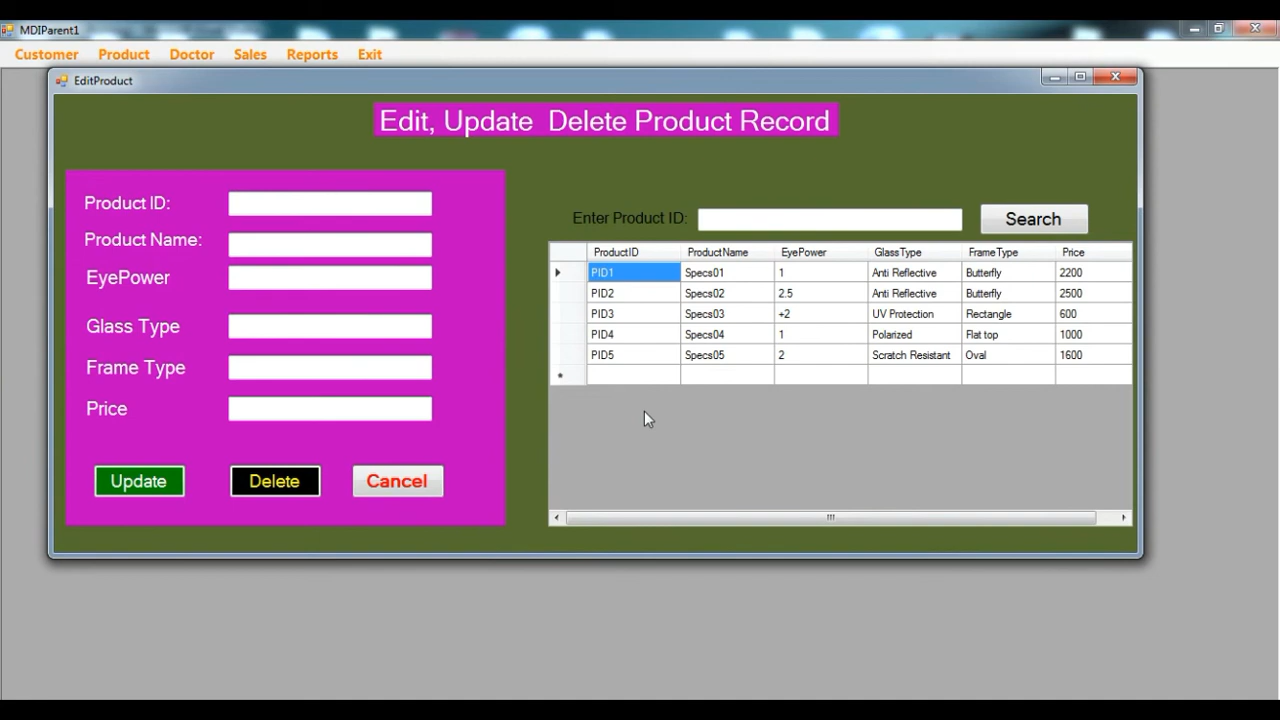 MDIParent1
Customer Product Doctor Sales Reports Exit
EditProduct
Edit, Update  Delete Product Record
Product ID:
Product Name:
EyePower
Glass Type
Frame Type
Price
Update Delete Cancel
Enter Product ID: Search
ProductID ProductName EyePower GlassType FrameType Price
PID1 Specs01 1 Anti Reflective Butterfly 2200
PID2 Specs02 2.5 Anti Reflective Butterfly 2500
PID3 Specs03 +2 UV Protection Rectangle 600
PID4 Specs04 1 Polarized Flat top 1000
PID5 Specs05 2 Scratch Resistant Oval 1600